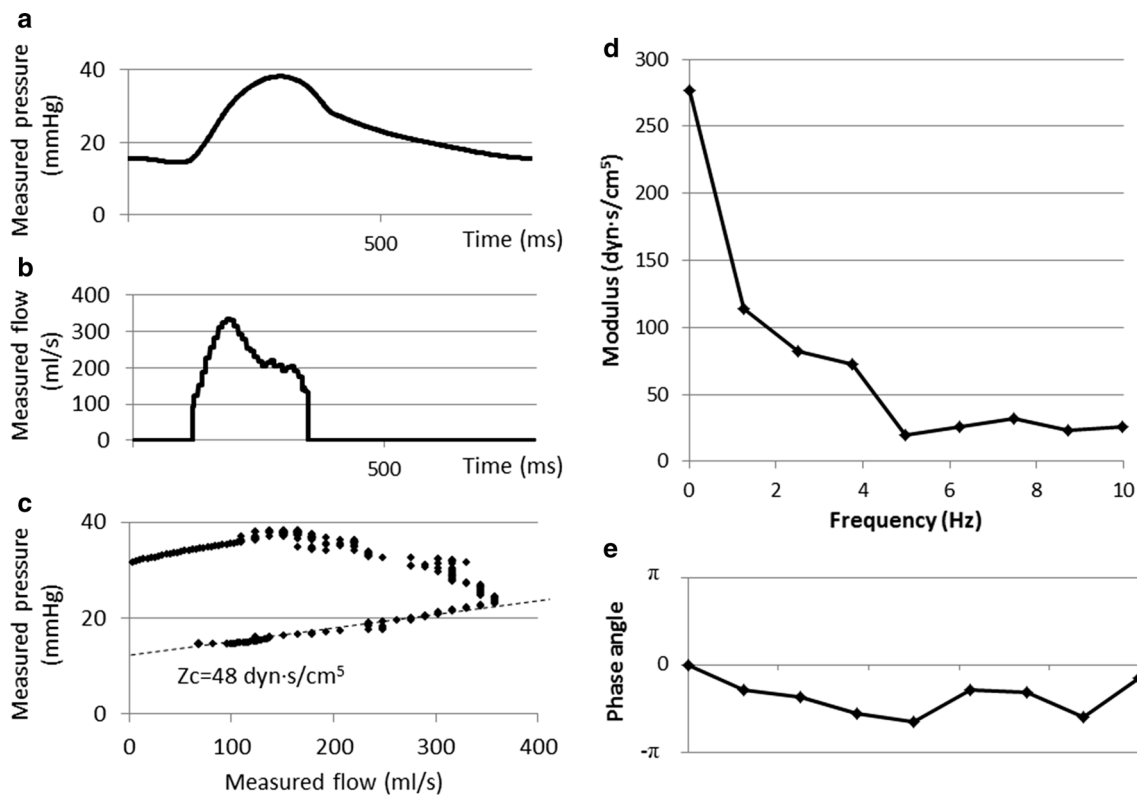 a
Measured pressure
(mmHg)
40
20
0
500
Time (ms)
b
Measured flow
(ml/s)
400
300
200
100
0
500
Time (ms)
c
Measured pressure
(mmHg)
40
20
0
Zc=48 dyn·s/cm⁵
0 100 200 300 400
Measured flow (ml/s)
d
Modulus (dyn·s/cm⁵)
300
250
200
150
100
50
0
0 2 4 6 8 10
Frequency (Hz)
e
Phase angle
π
0
-π